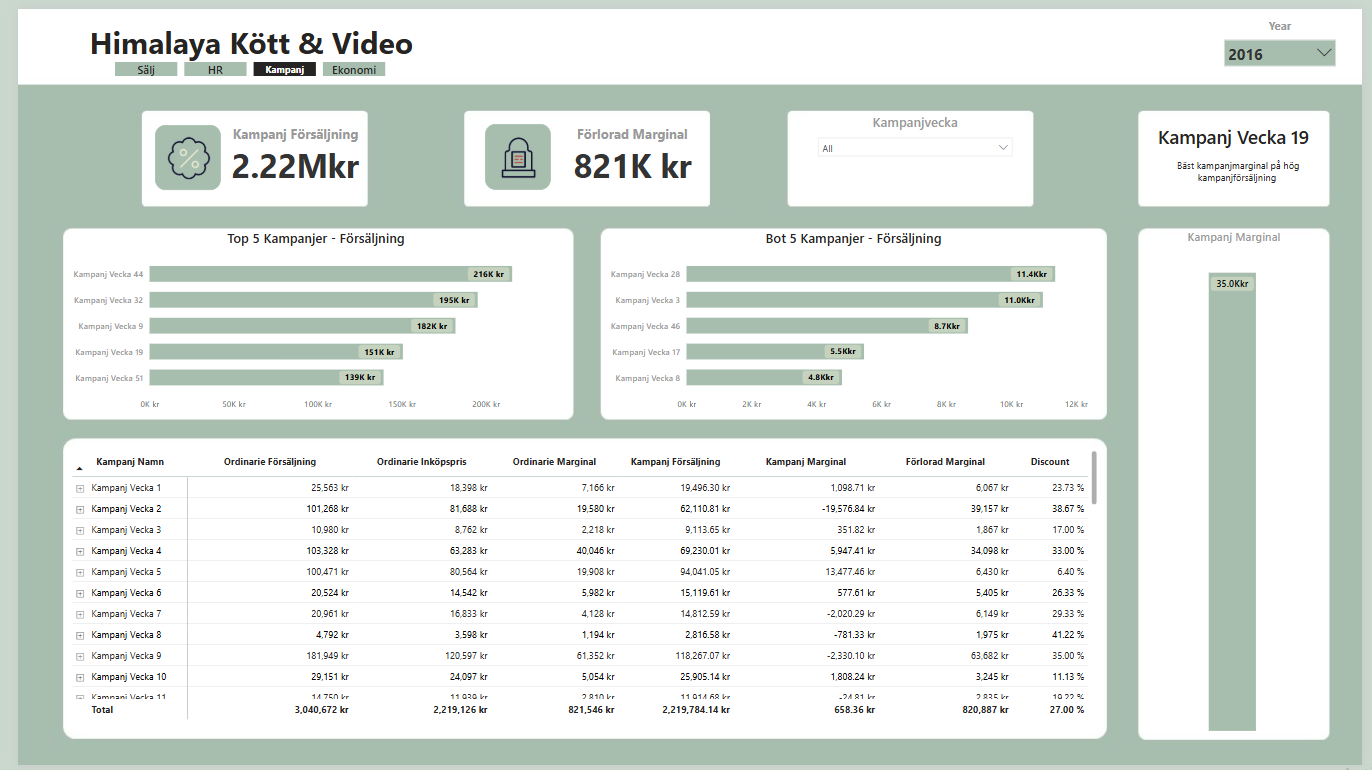 Himalaya Kött & Video
Sälj HR Kampanj Ekonomi
Year
2016
Kampanj Försäljning
2.22Mkr
Förlorad Marginal
821K kr
Kampanjvecka
All
Kampanj Vecka 19
Bäst kampanjmarginal på hög
kampanjförsäljning
Top 5 Kampanjer - Försäljning
Kampanj Vecka 44 216K kr
Kampanj Vecka 32 195K kr
Kampanj Vecka 9 182K kr
Kampanj Vecka 19 151K kr
Kampanj Vecka 51 139K kr
0K kr 50K kr 100K kr 150K kr 200K kr
Bot 5 Kampanjer - Försäljning
Kampanj Vecka 28 11.4Kkr
Kampanj Vecka 3 11.0Kkr
Kampanj Vecka 46 8.7Kkr
Kampanj Vecka 17 5.5Kkr
Kampanj Vecka 8 4.8Kkr
0K kr 2K kr 4K kr 6K kr 8K kr 10K kr 12K kr
Kampanj Marginal
35.0Kkr
Kampanj Namn Ordinarie Försäljning Ordinarie Inköpspris Ordinarie Marginal Kampanj Försäljning Kampanj Marginal Förlorad Marginal Discount
Kampanj Vecka 1 25,563 kr 18,398 kr 7,166 kr 19,496.30 kr 1,098.71 kr 6,067 kr 23.73 %
Kampanj Vecka 2 101,268 kr 81,688 kr 19,580 kr 62,110.81 kr -19,576.84 kr 39,157 kr 38.67 %
Kampanj Vecka 3 10,980 kr 8,762 kr 2,218 kr 9,113.65 kr 351.82 kr 1,867 kr 17.00 %
Kampanj Vecka 4 103,328 kr 63,283 kr 40,046 kr 69,230.01 kr 5,947.41 kr 34,098 kr 33.00 %
Kampanj Vecka 5 100,471 kr 80,564 kr 19,908 kr 94,041.05 kr 13,477.46 kr 6,430 kr 6.40 %
Kampanj Vecka 6 20,524 kr 14,542 kr 5,982 kr 15,119.61 kr 577.61 kr 5,405 kr 26.33 %
Kampanj Vecka 7 20,961 kr 16,833 kr 4,128 kr 14,812.59 kr -2,020.29 kr 6,149 kr 29.33 %
Kampanj Vecka 8 4,792 kr 3,598 kr 1,194 kr 2,816.58 kr -781.33 kr 1,975 kr 41.22 %
Kampanj Vecka 9 181,949 kr 120,597 kr 61,352 kr 118,267.07 kr -2,330.10 kr 63,682 kr 35.00 %
Kampanj Vecka 10 29,151 kr 24,097 kr 5,054 kr 25,905.14 kr 1,808.24 kr 3,245 kr 11.13 %
Kampanj Vecka 11 14,750 kr 11,939 kr 2,810 kr 11,914.68 kr -24.81 kr 2,835 kr 19.22 %
Total 3,040,672 kr 2,219,126 kr 821,546 kr 2,219,784.14 kr 658.36 kr 820,887 kr 27.00 %